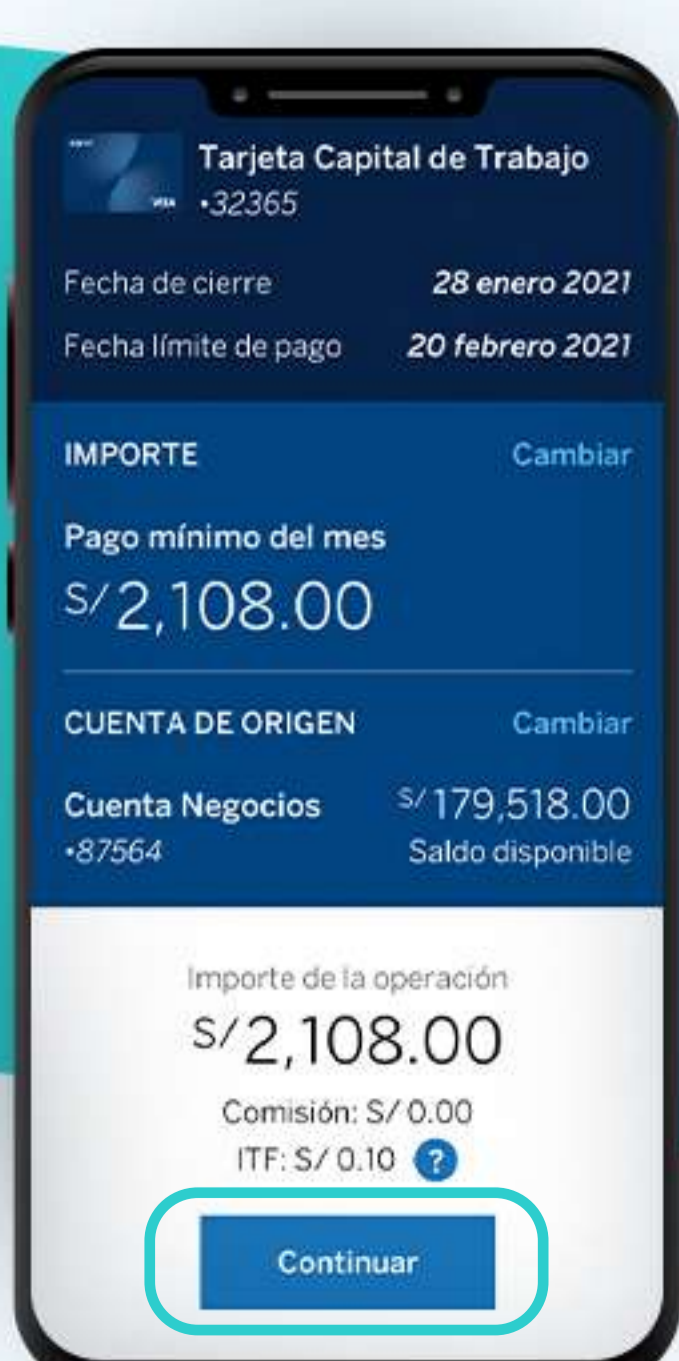 Tarjeta Capital de Trabajo
•32365
VISA
Fecha de cierre 28 enero 2021
Fecha límite de pago 20 febrero 2021
IMPORTE Cambiar
Pago mínimo del mes
S/2,108.00
CUENTA DE ORIGEN Cambiar
Cuenta Negocios S/179,518.00
•87564 Saldo disponible
Importe de la operación
S/2,108.00
Comisión: S/ 0.00
ITF: S/ 0.10 ?
Continuar